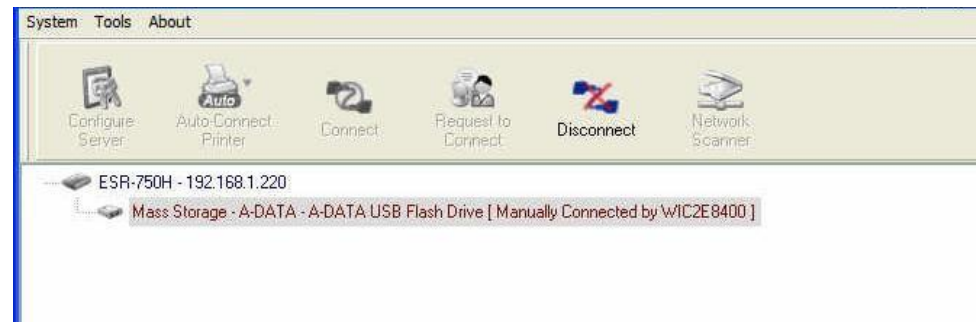 System Tools About
Auto
Configure Server
Auto-Connect Printer
Connect
Request to Connect
Disconnect
Network Scanner
ESR-750H - 192.168.1.220
Mass Storage - A-DATA - A-DATA USB Flash Drive [ Manually Connected by WIC2E8400 ]